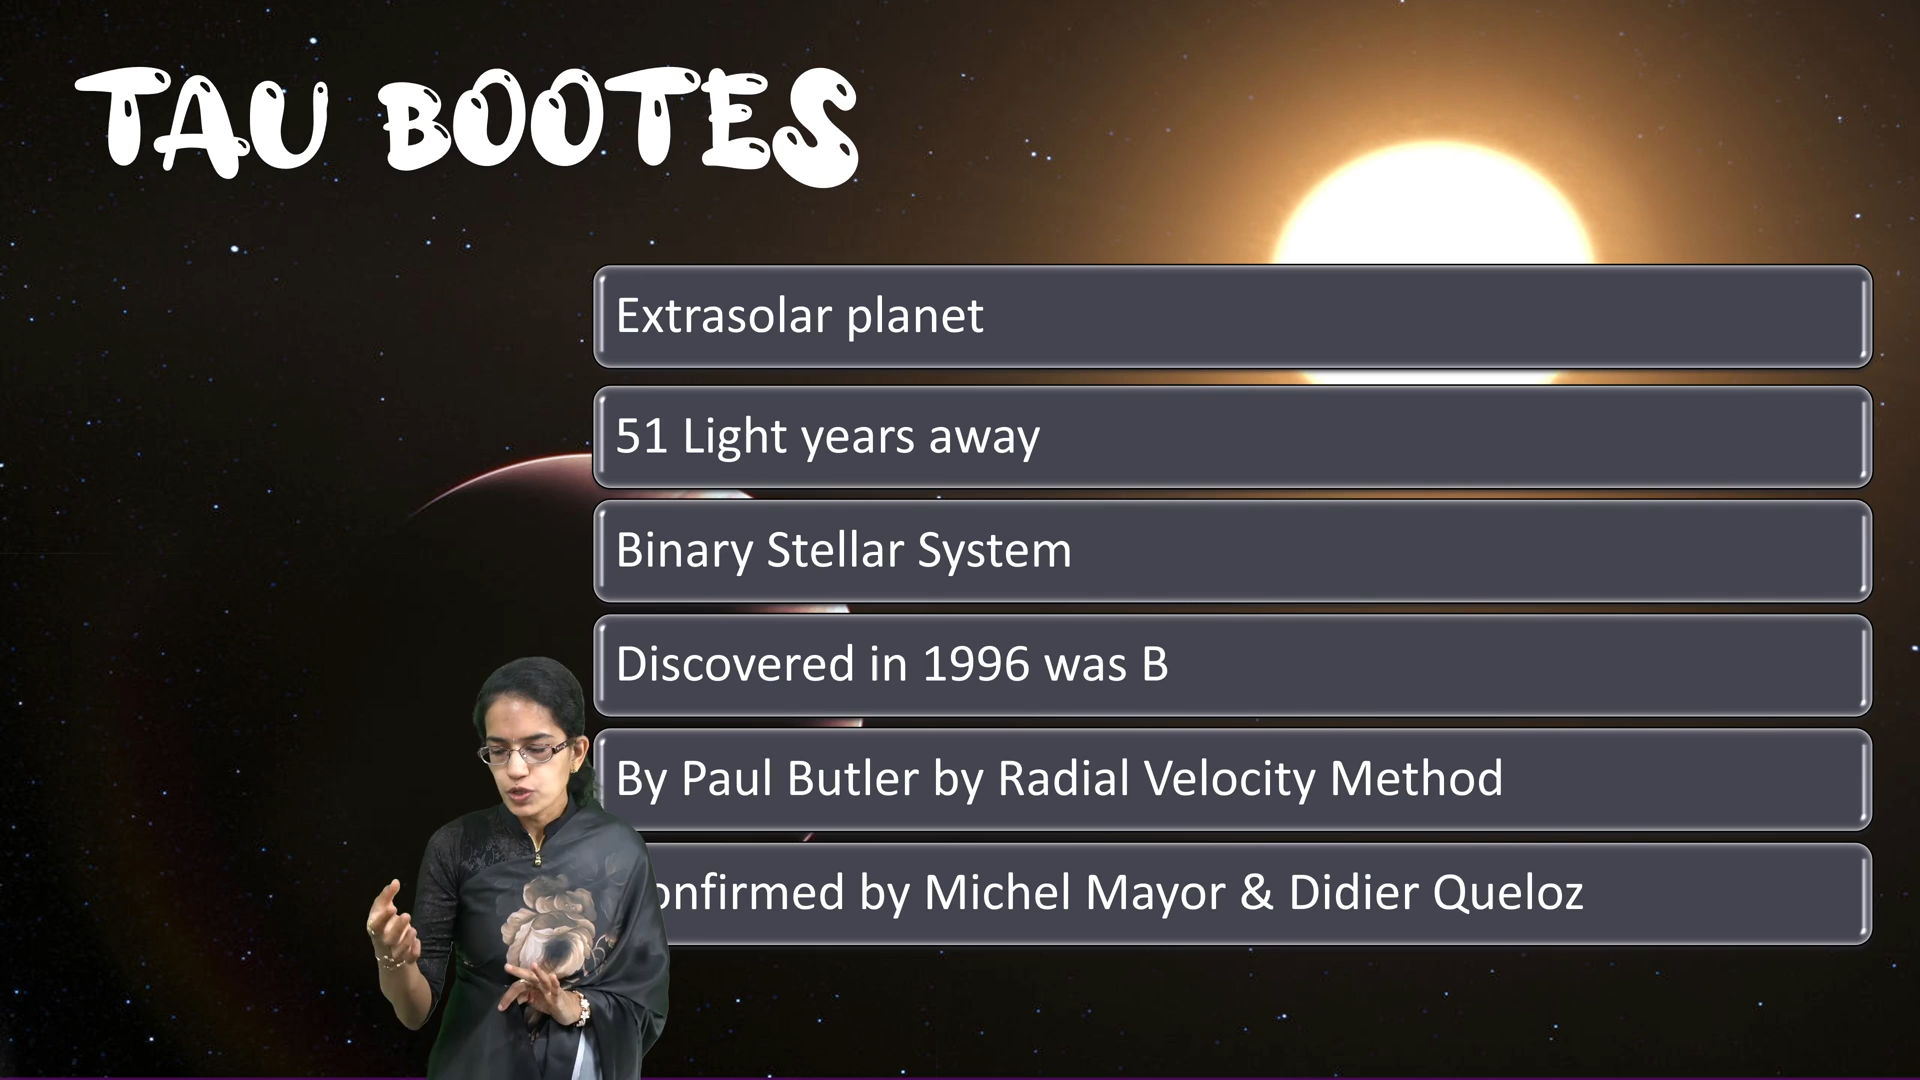 TAU BOOTES
Extrasolar planet
51 Light years away
Binary Stellar System
Discovered in 1996 was B
By Paul Butler by Radial Velocity Method
onfirmed by Michel Mayor & Didier Queloz